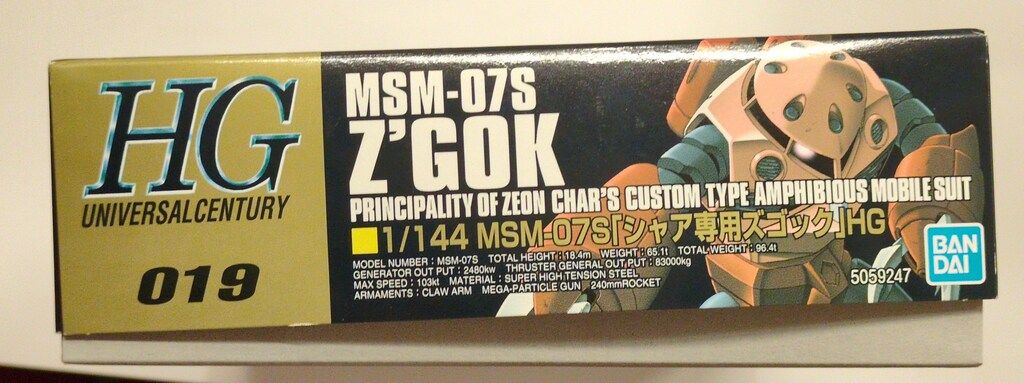 HG
UNIVERSALCENTURY
019
MSM-07S
Z'GOK
PRINCIPALITY OF ZEON CHAR'S CUSTOM TYPE AMPHIBIOUS MOBILE SUIT
1/144 MSM-07S「シャア専用ズゴック」HG
MODEL NUMBER : MSM-07S TOTAL HEIGHT : 18.4m WEIGHT : 65.1t TOTAL WEIGHT : 96.4t
GENERATOR OUT PUT : 2480kw THRUSTER GENERAL OUT PUT : 83000kg
MAX SPEED : 103kt MATERIAL : SUPER HIGH TENSION STEEL
ARMAMENTS : CLAW ARM MEGA-PARTICLE GUN 240mmROCKET
5059247
BAN
DAI